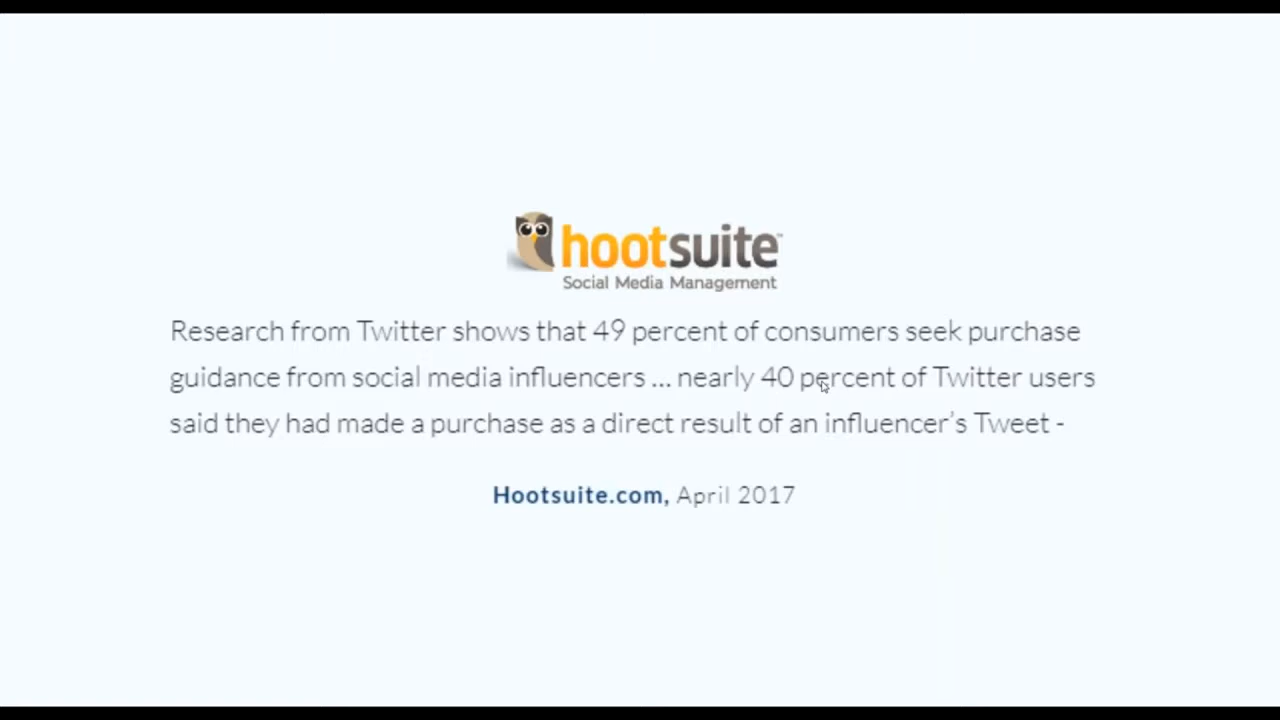 hootsuite™
Social Media Management
Research from Twitter shows that 49 percent of consumers seek purchase
guidance from social media influencers ... nearly 40 percent of Twitter users
said they had made a purchase as a direct result of an influencer's Tweet -
Hootsuite.com, April 2017